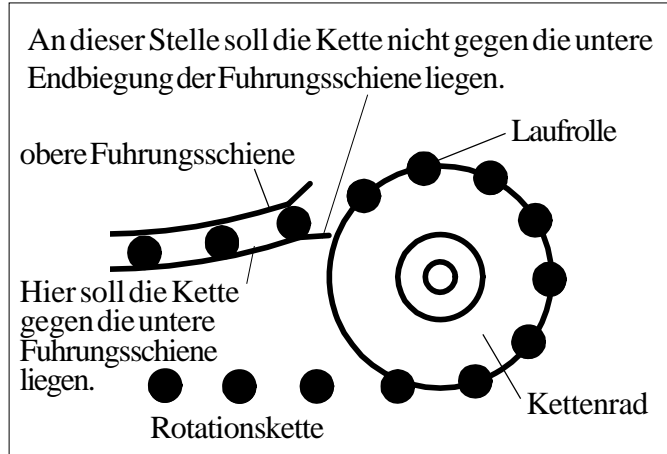 An dieser Stelle soll die Kette nicht gegen die untere
Endbiegung der Fuhrungsschiene liegen.
Laufrolle
obere Fuhrungsschiene
Hier soll die Kette
gegen die untere
Fuhrungsschiene
liegen.
Kettenrad
Rotationskette